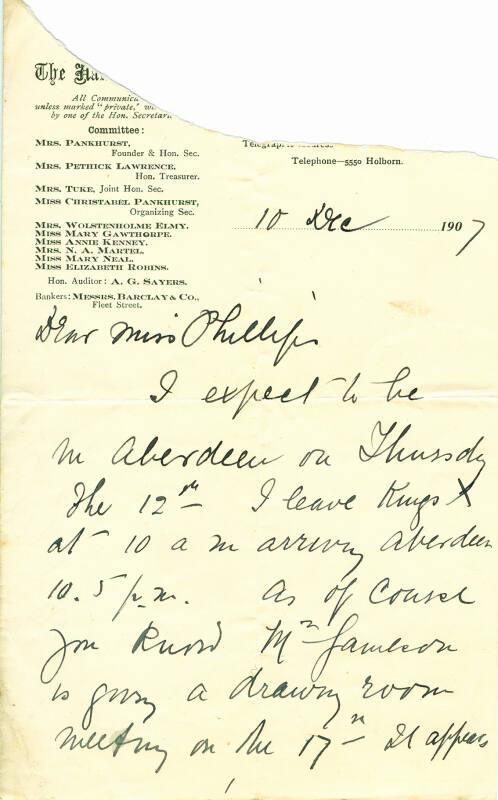 The Na
All Communica
unless marked "private," w
by one of the Hon. Secretari
Committee:
MRS. PANKHURST,
Founder & Hon. Sec.
MRS. PETHICK LAWRENCE,
Hon. Treasurer.
MRS. TUKE, Joint Hon. Sec.
MISS CHRISTABEL PANKHURST,
Organizing Sec.
MRS. WOLSTENHOLME ELMY.
MISS MARY GAWTHORPE.
MISS ANNIE KENNEY.
MRS. N. A. MARTEL.
MISS MARY NEAL.
MISS ELIZABETH ROBINS.
Hon. Auditor: A. G. SAYERS.
Bankers: MESSRS. BARCLAY & CO.,
Fleet Street.
Telegraphic Address
Telephone—5550 Holborn.
10 Dec 1907
Dear Miss Phillips
I expect to be
in Aberdeen on Thursday
the 12th I leave Kings X
at 10 a m arriving Aberdeen
10.5 p.m. As of course
you know Mrs Jameson
is giving a drawing room
meeting on the 17th It appears